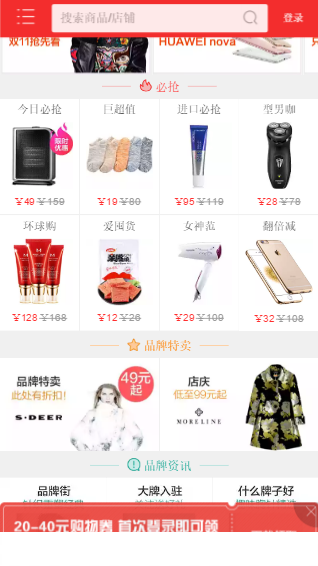 搜索商品/店铺
登录
双11抢先看
HUAWEI nova
必抢
今日必抢
巨超值
进口必抢
型男咖
限时
优惠
¥49 ¥159
¥19 ¥80
¥95 ¥119
¥28 ¥78
环球购
爱囤货
女神范
翻倍减
¥128 ¥168
¥12 ¥26
¥29 ¥109
¥32 ¥108
品牌特卖
品牌特卖
此处有折扣!
S·DEER
49元
起
店庆
低至99元起
MORELINE
品牌资讯
品牌街
大牌入驻
什么牌子好
20-40元购物券 首次登录即可领